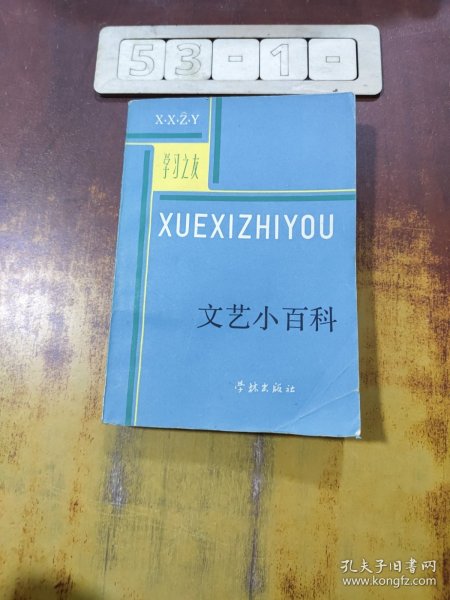 53-1-
X·X·Z̄·Y
学习之友
XUEXIZHIYOU
文艺小百科
学林出版社
孔夫子旧书网
www.kongfz.com